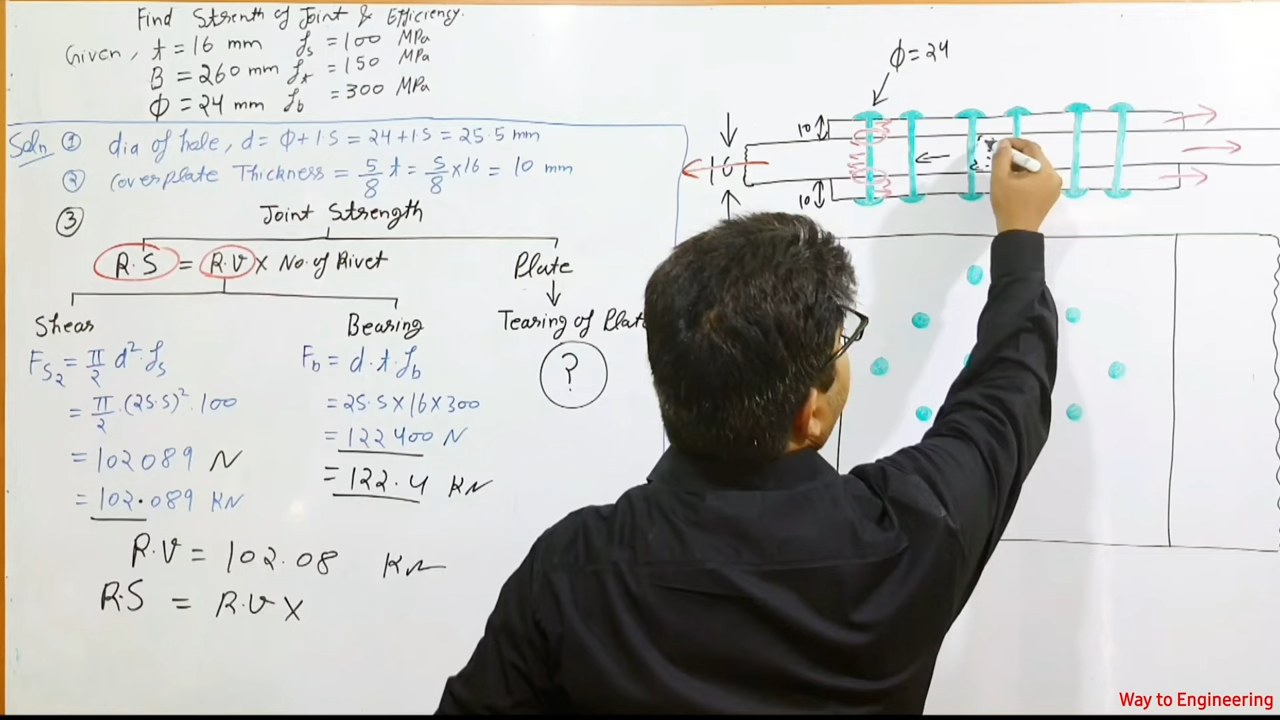 Find Strenth of Joint & Efficiency.
Given, t = 16 mm fs = 100 MPa
B = 260 mm ft = 150 MPa
Φ = 24 mm fb = 300 MPa
Soln ① dia of hole, d = Φ + 1.5 = 24 + 1.5 = 25.5 mm
② Coverplate Thickness = 5/8 t = 5/8 × 16 = 10 mm
③ Joint Strength
R.S = R.V × No. of Rivet
Plate
Shear
Bearing
Tearing of Plat
?
Fs2 = π/2 d² fs
= π/2 · (25.5)² · 100
= 102089 N
= 102.089 KN
Fb = d · t · fb
= 25.5 × 16 × 300
= 122400 N
= 122.4 KN
R.V = 102.08 KN
R.S = R.V ×
Φ = 24
10
10
Way to Engineering